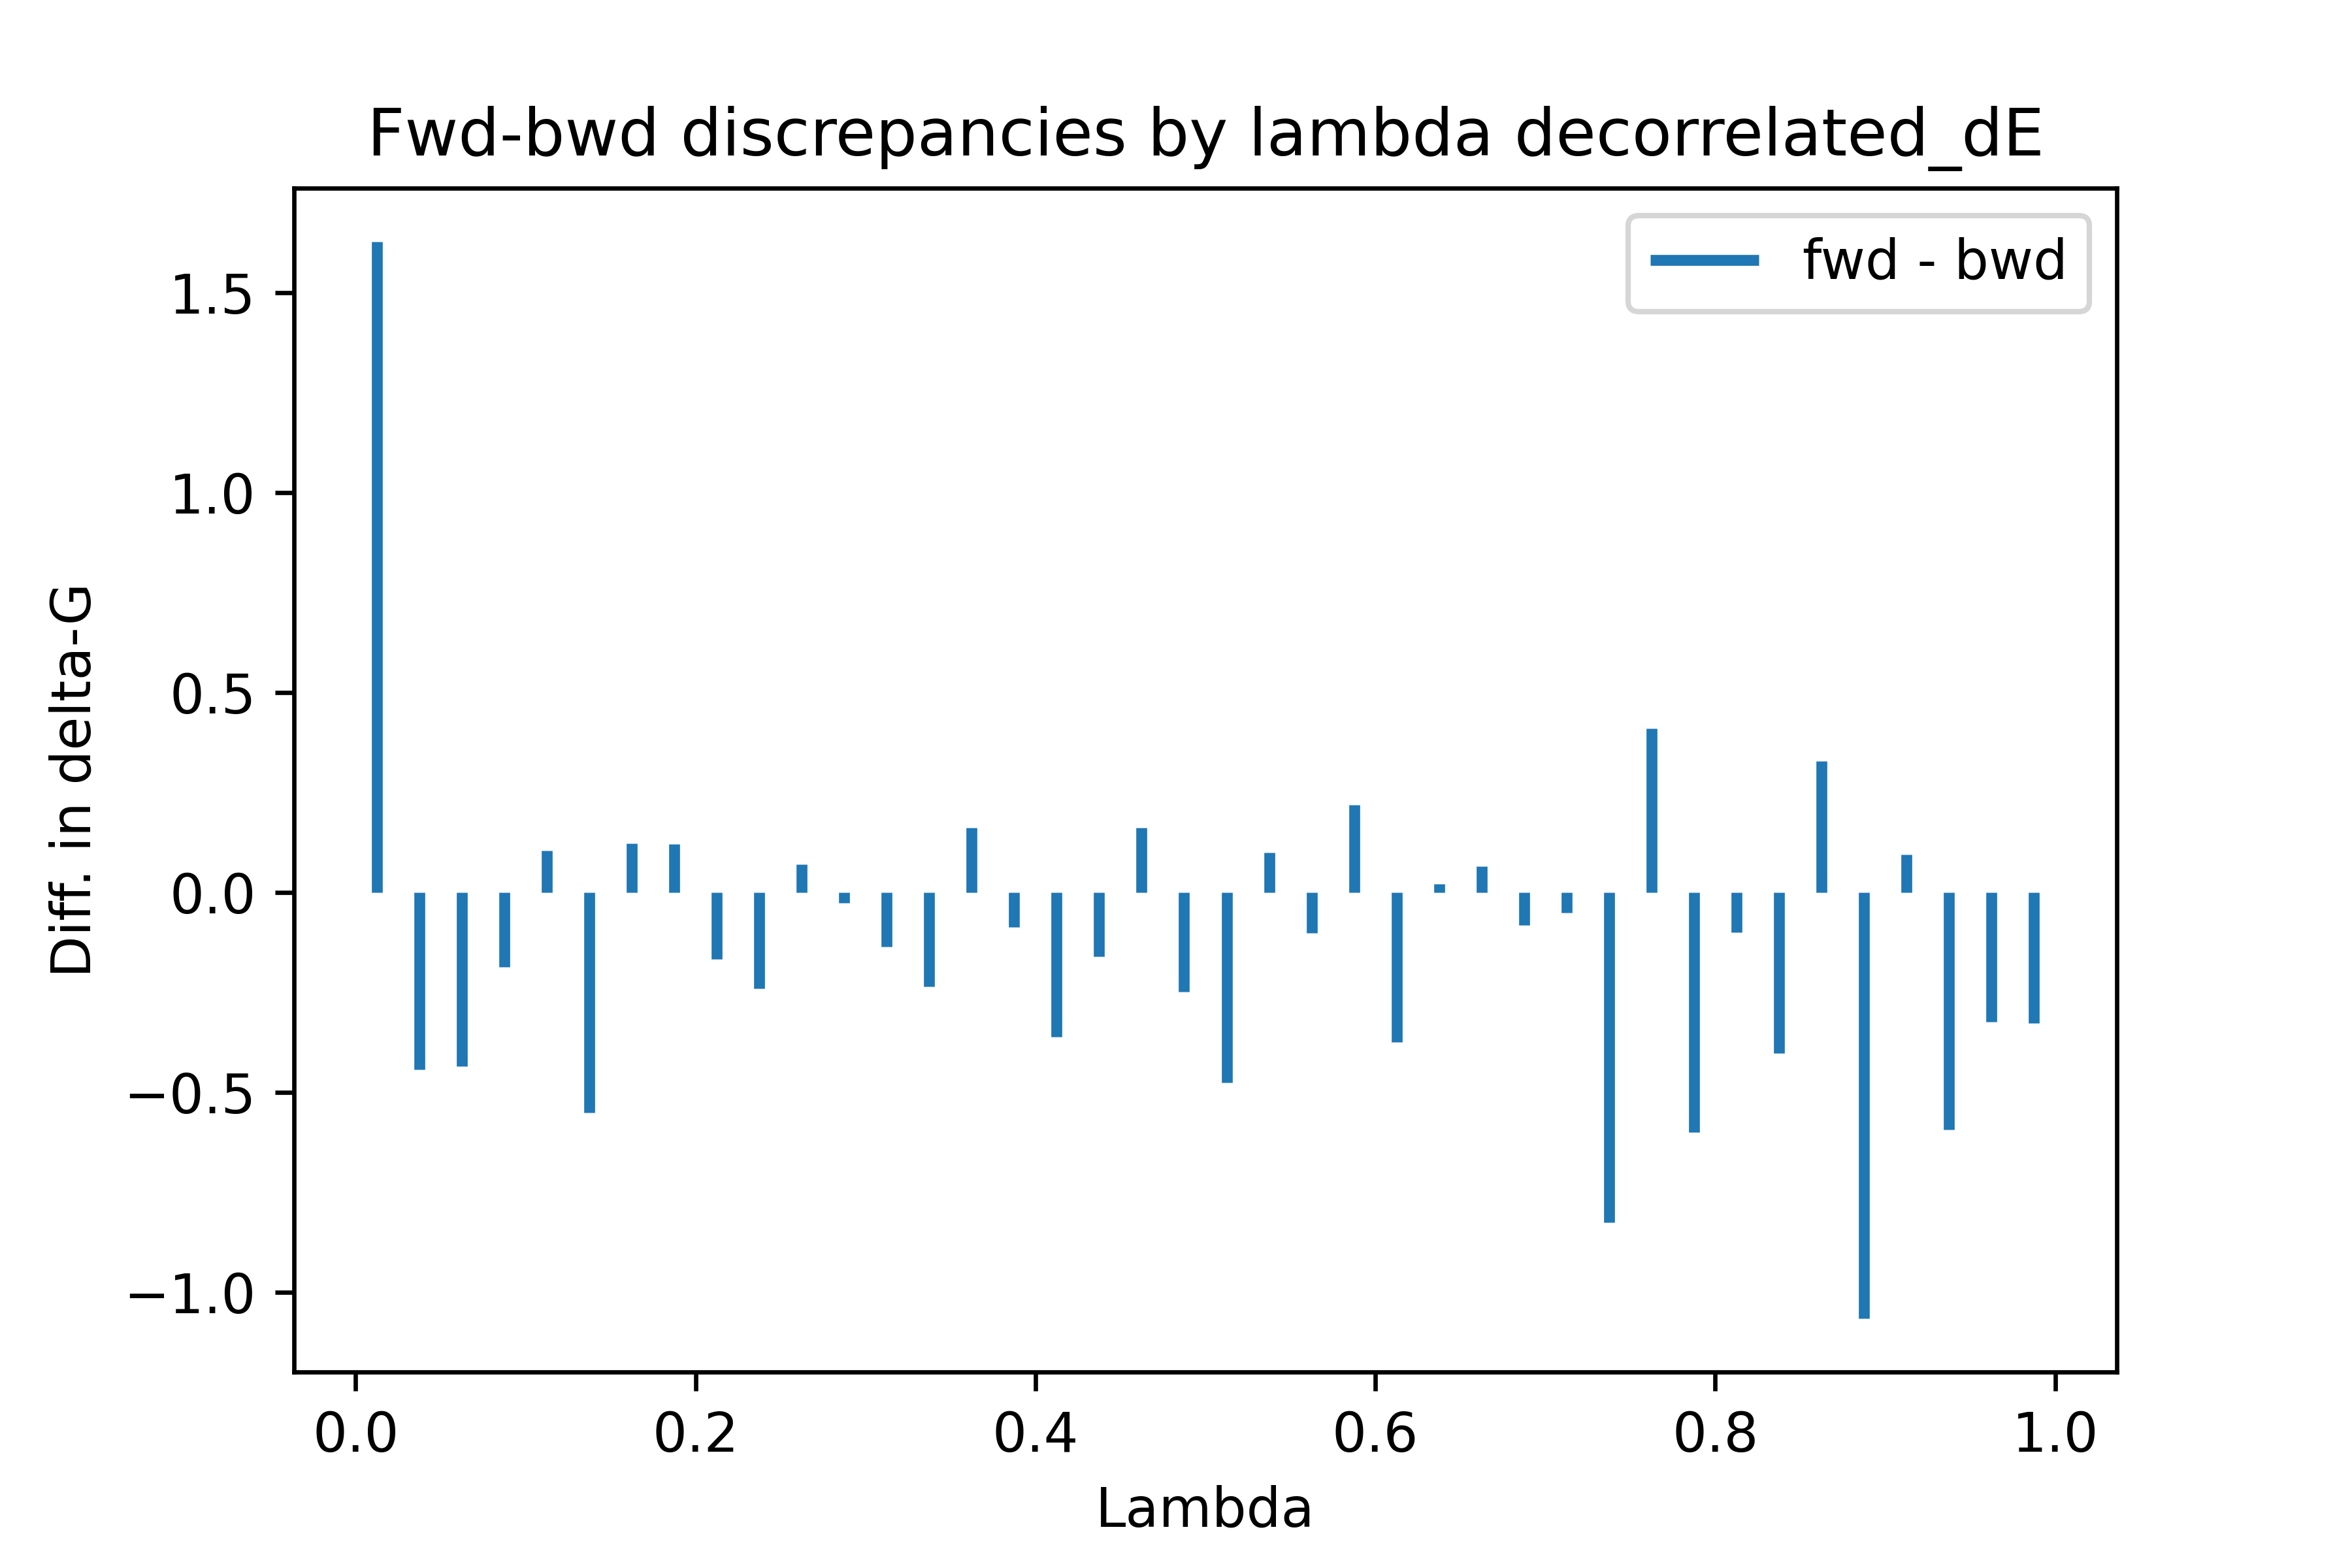 Fwd-bwd discrepancies by lambda decorrelated_dE
fwd - bwd
Diff. in delta-G
1.5
1.0
0.5
0.0
−0.5
−1.0
0.0 0.2 0.4 0.6 0.8 1.0
Lambda